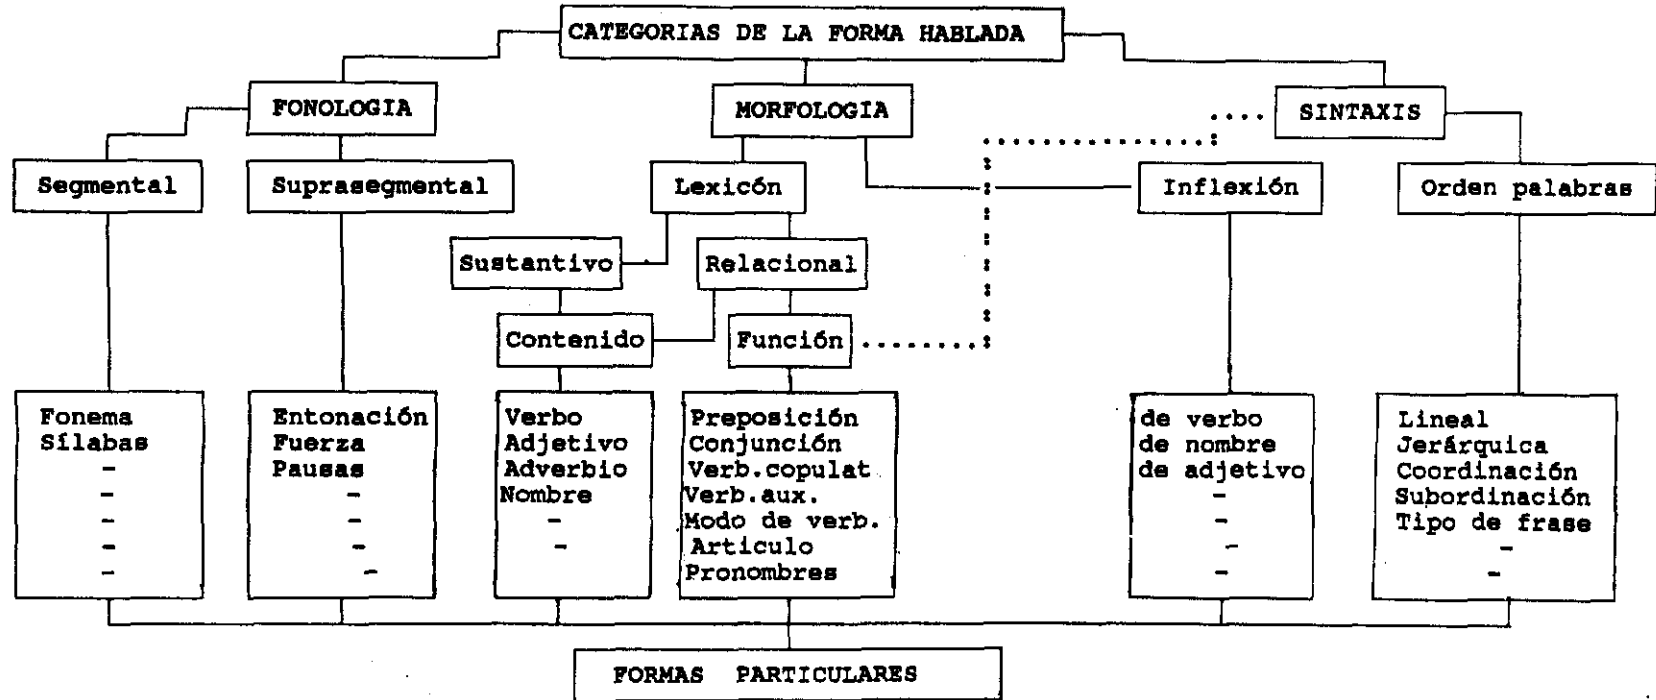 CATEGORIAS DE LA FORMA HABLADA
FONOLOGIA
MORFOLOGIA
SINTAXIS
Segmental
Suprasegmental
Lexicón
Inflexión
Orden palabras
Sustantivo
Relacional
Contenido
Función
Fonema
Sílabas
-
-
-
-
-
Entonación
Fuerza
Pausas
-
-
-
-
Verbo
Adjetivo
Adverbio
Nombre
-
-
Preposición
Conjunción
Verb.copulat
Verb.aux.
Modo de verb.
Articulo
Pronombres
de verbo
de nombre
de adjetivo
-
-
-
-
Lineal
Jerárquica
Coordinación
Subordinación
Tipo de frase
-
-
FORMAS PARTICULARES